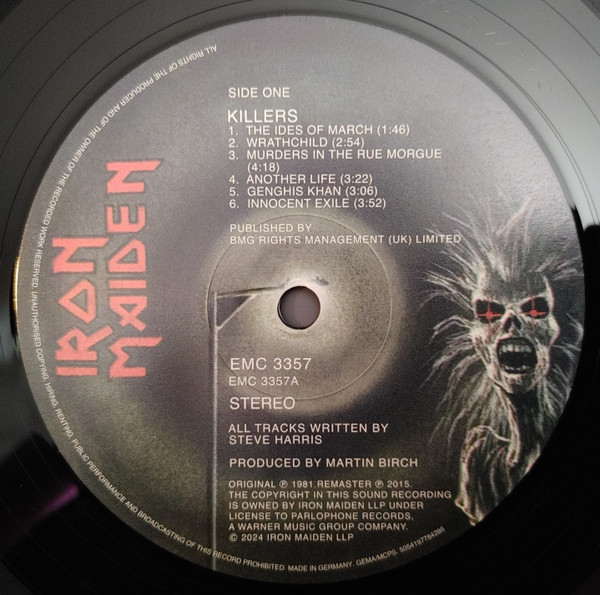 SIDE ONE
KILLERS
1. THE IDES OF MARCH (1:46)
2. WRATHCHILD (2:54)
3. MURDERS IN THE RUE MORGUE
(4:18)
4. ANOTHER LIFE (3:22)
5. GENGHIS KHAN (3:06)
6. INNOCENT EXILE (3:52)
PUBLISHED BY
BMG RIGHTS MANAGEMENT (UK) LIMITED
IRON
MAIDEN
EMC 3357
EMC 3357A
STEREO
ALL TRACKS WRITTEN BY
STEVE HARRIS
PRODUCED BY MARTIN BIRCH
ORIGINAL ℗ 1981.REMASTER ℗ 2015.
THE COPYRIGHT IN THIS SOUND RECORDING
IS OWNED BY IRON MAIDEN LLP UNDER
LICENSE TO PARLOPHONE RECORDS,
A WARNER MUSIC GROUP COMPANY.
© 2024 IRON MAIDEN LLP
ALL RIGHTS OF THE PRODUCER AND OF THE OWNER OF THE RECORDED WORK RESERVED. UNAUTHORISED COPYING, HIRING, RENTING, PUBLIC PERFORMANCE AND BROADCASTING OF THIS RECORD PROHIBITED. MADE IN GERMANY. GEMA/MCPS. 5054197764266